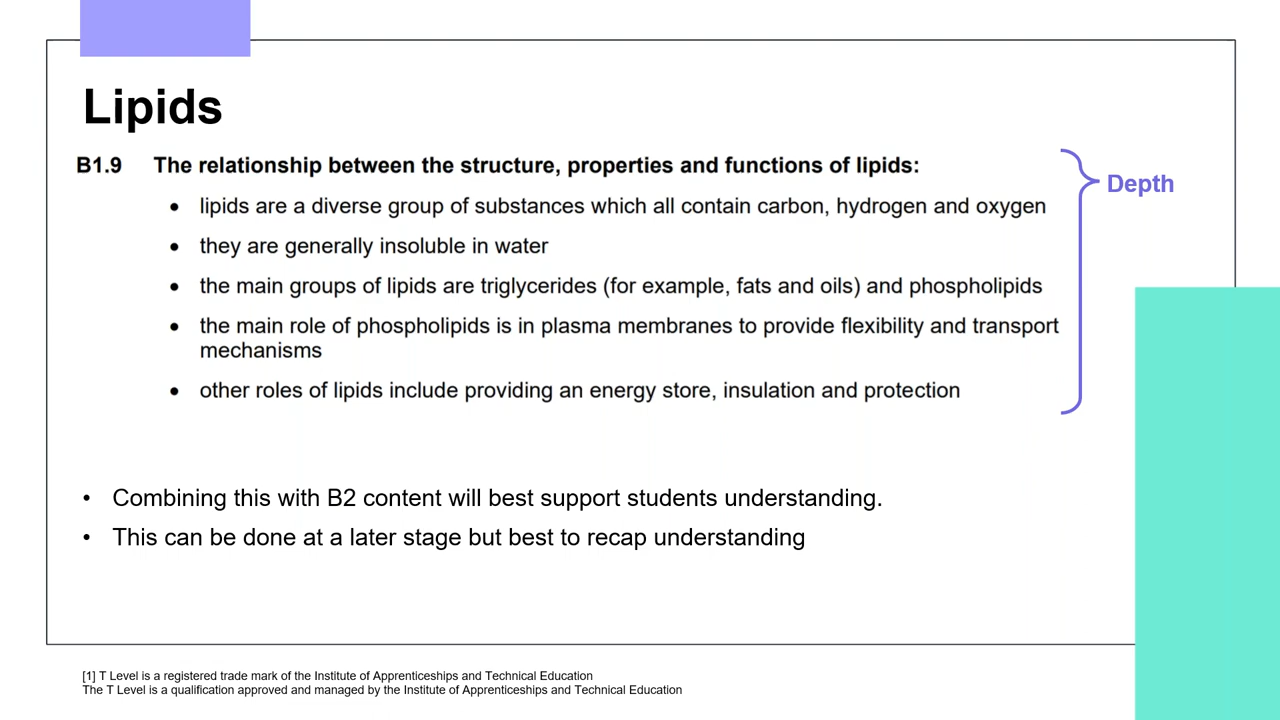 Lipids
B1.9 The relationship between the structure, properties and functions of lipids:
• lipids are a diverse group of substances which all contain carbon, hydrogen and oxygen
• they are generally insoluble in water
• the main groups of lipids are triglycerides (for example, fats and oils) and phospholipids
• the main role of phospholipids is in plasma membranes to provide flexibility and transport
mechanisms
• other roles of lipids include providing an energy store, insulation and protection
Depth
• Combining this with B2 content will best support students understanding.
• This can be done at a later stage but best to recap understanding
[1] T Level is a registered trade mark of the Institute of Apprenticeships and Technical Education
The T Level is a qualification approved and managed by the Institute of Apprenticeships and Technical Education